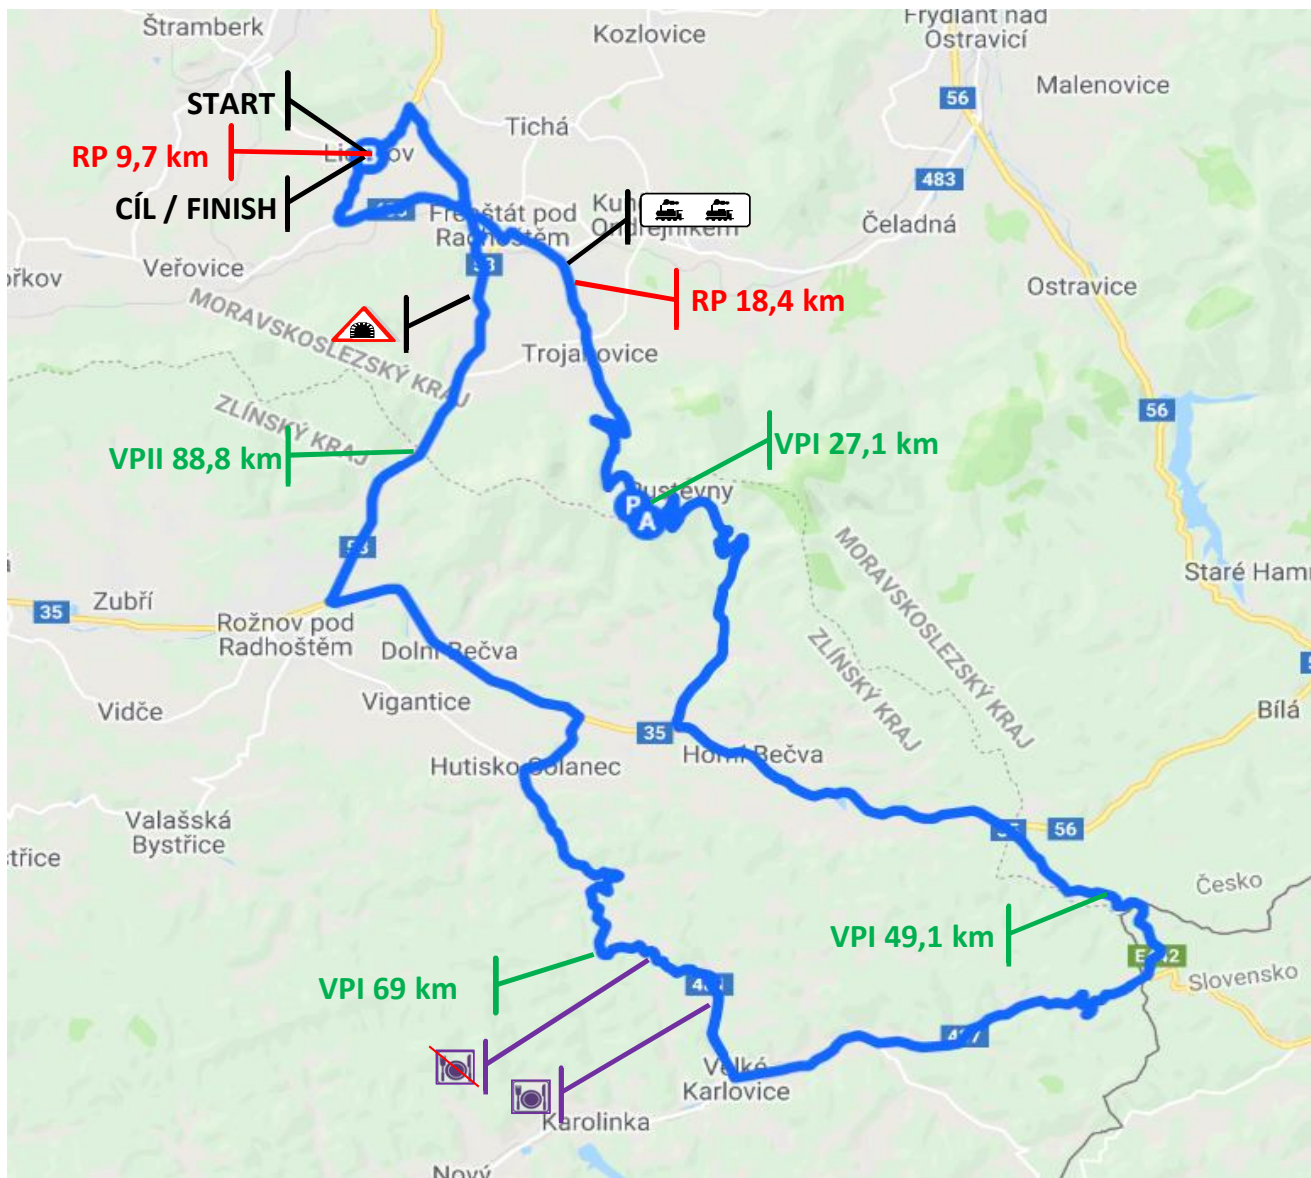 Štramberk
Kozlovice
Frýdlant nad
Ostravicí
Malenovice
56
START
Tichá
RP 9,7 km
483
CÍL / FINISH
Frenštát pod
Radhoštěm
Čeladná
Veřovice
58
Ostravice
RP 18,4 km
MORAVSKOSLEZSKÝ KRAJ
Trojanovice
ZLÍNSKÝ KRAJ
56
VPII 88,8 km
VPI 27,1 km
Pustevny
P
A
MORAVSKOSLEZSKÝ KRAJ
58
Staré Ham
Zubří
35
Rožnov pod
Radhoštěm
Dolní Bečva
ZLÍNSKÝ KRAJ
Vigantice
Vidče
Bílá
35
Horní Bečva
Hutisko-Solanec
Valašská
Bystřice
56
střice
Česko
VPI 49,1 km
Slovensko
VPI 69 km
Velké
Karlovice
Karolinka
Nový